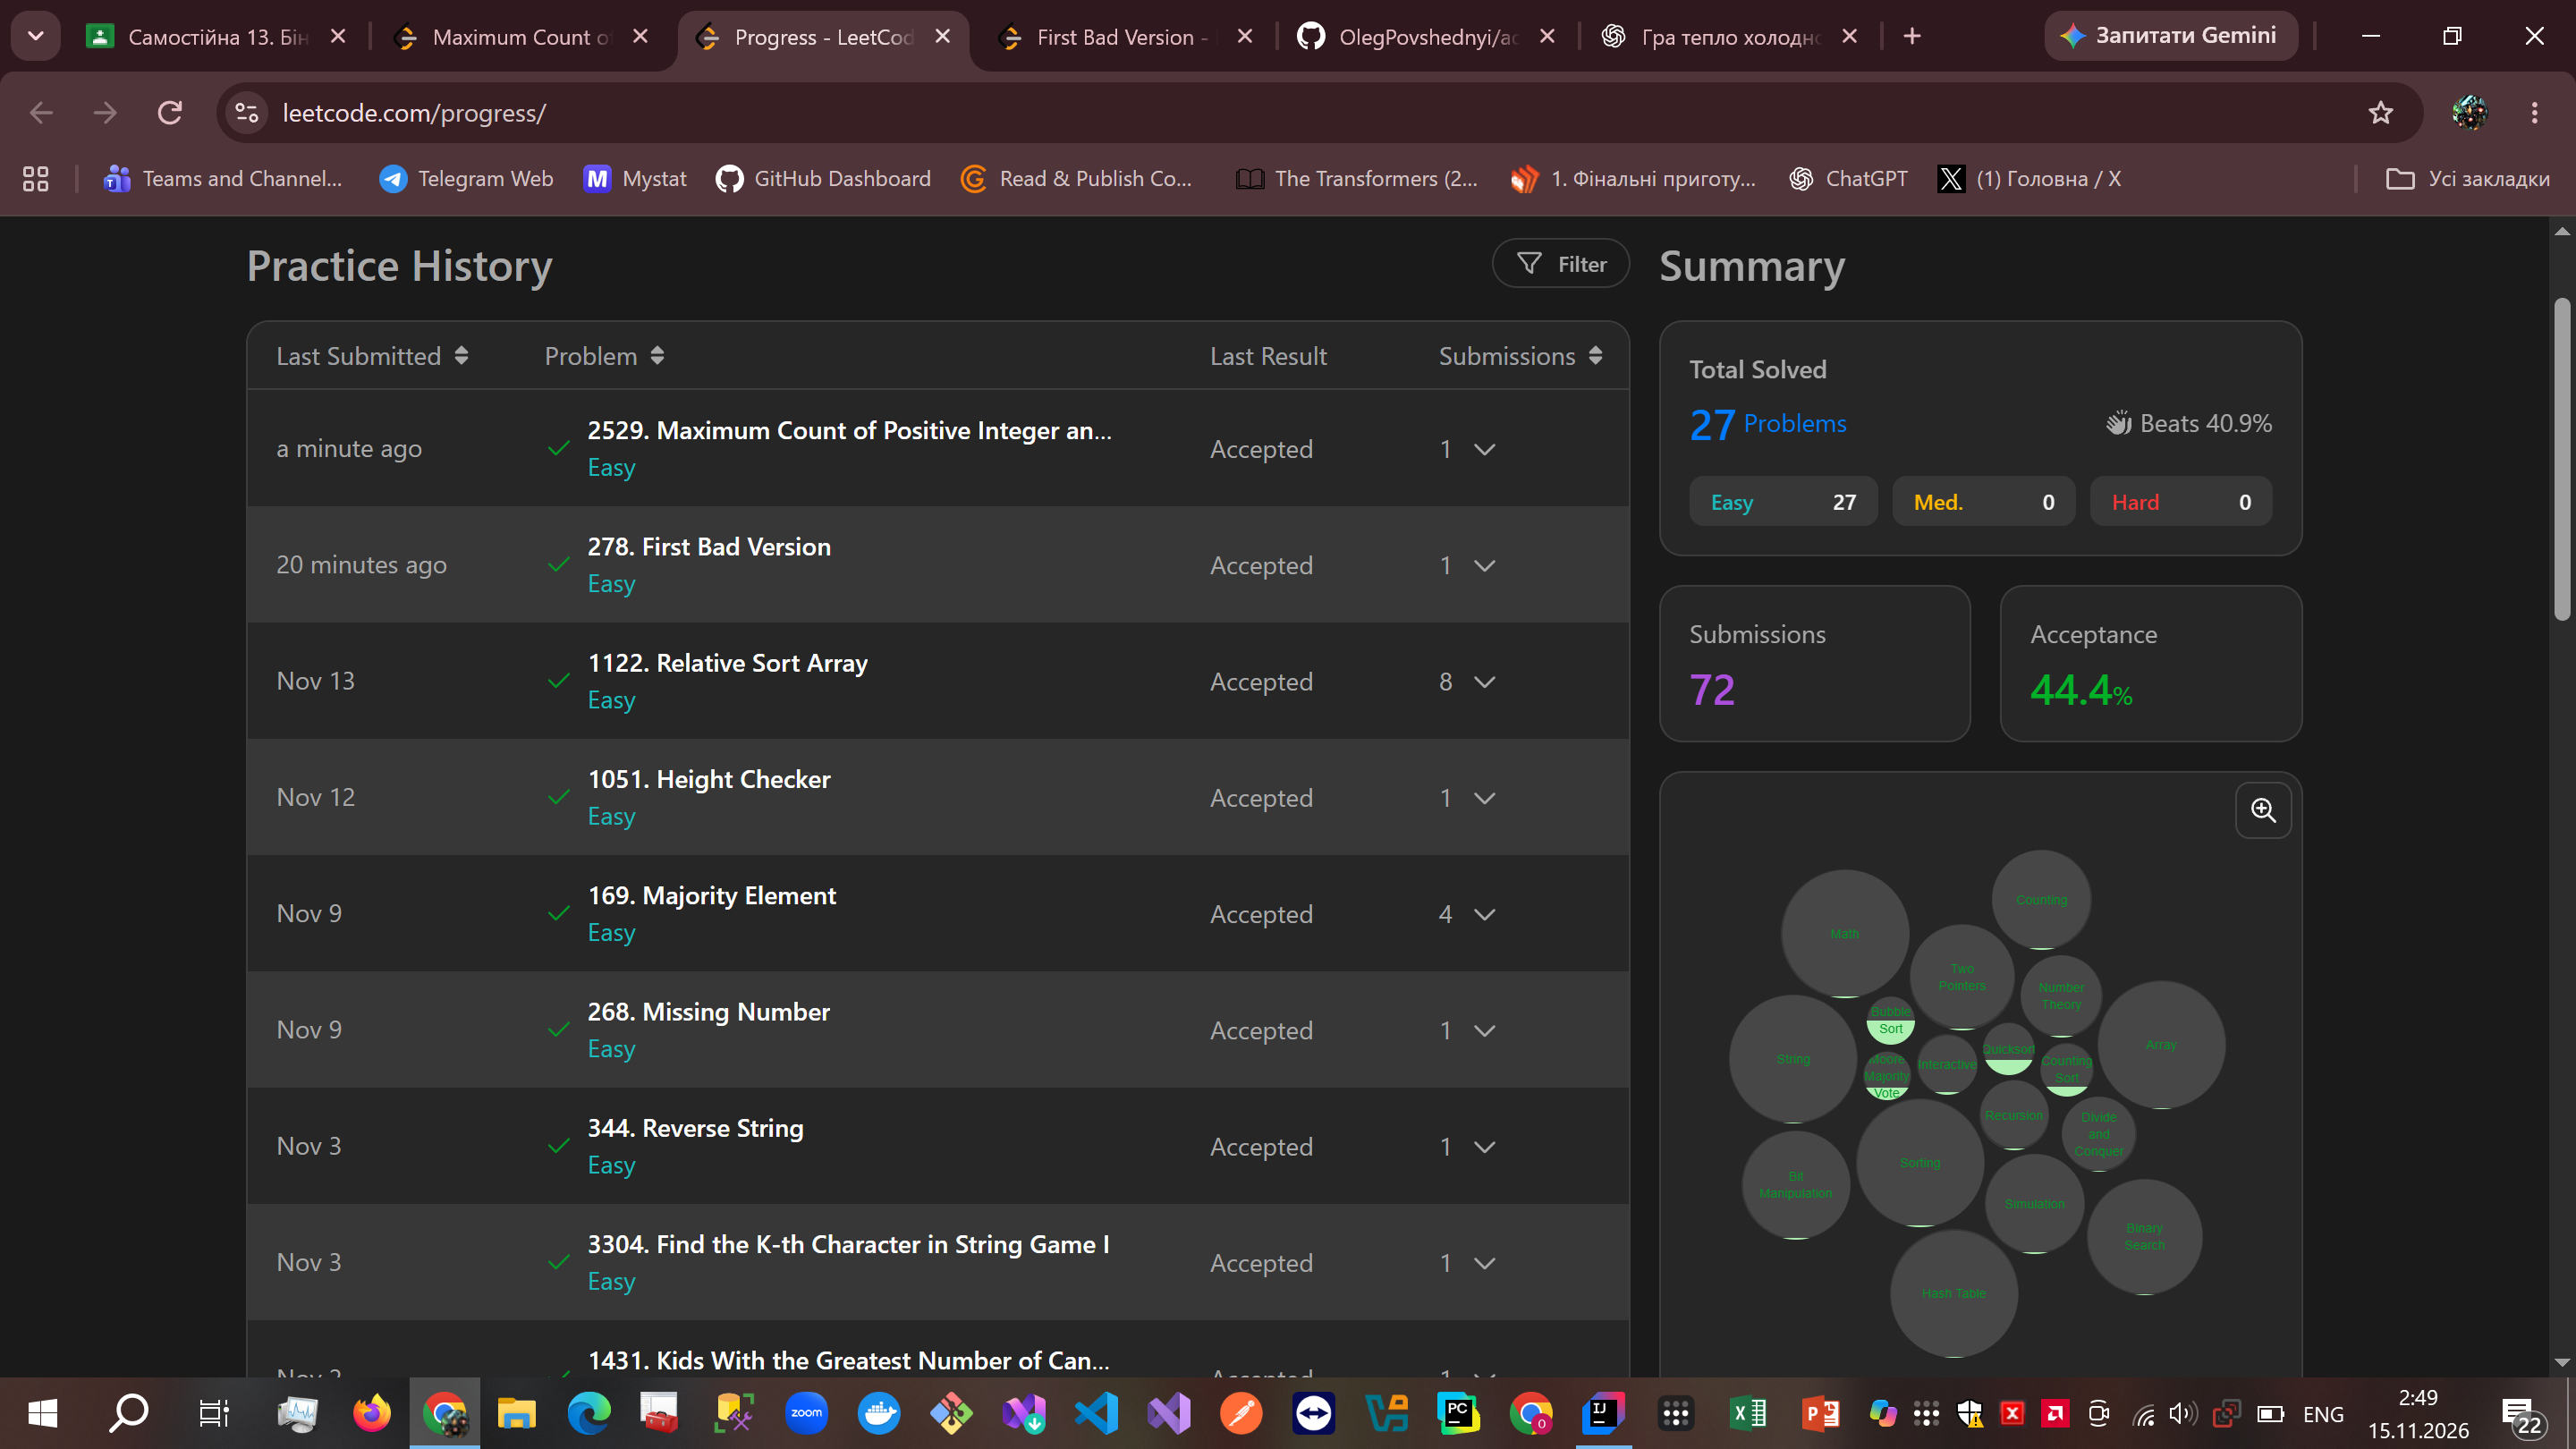 Самостійна 13. Бін
Maximum Count of
Progress - LeetCod
First Bad Version -
OlegPovshednyi/ac
Гра тепло холодно
Запитати Gemini
leetcode.com/progress/
Teams and Channel...
Telegram Web
Mystat
GitHub Dashboard
Read & Publish Co...
The Transformers (2...
1. Фінальні приготу...
ChatGPT
(1) Головна / X
Усі закладки
Practice History
Filter
Last Submitted
Problem
Last Result
Submissions
a minute ago
2529. Maximum Count of Positive Integer an...
Easy
Accepted
1
20 minutes ago
278. First Bad Version
Easy
Accepted
1
Nov 13
1122. Relative Sort Array
Easy
Accepted
8
Nov 12
1051. Height Checker
Easy
Accepted
1
Nov 9
169. Majority Element
Easy
Accepted
4
Nov 9
268. Missing Number
Easy
Accepted
1
Nov 3
344. Reverse String
Easy
Accepted
1
Nov 3
3304. Find the K-th Character in String Game I
Easy
Accepted
1
1431. Kids With the Greatest Number of Can...
Summary
Total Solved
27 Problems
Beats 40.9%
Easy 27
Med. 0
Hard 0
Submissions
72
Acceptance
44.4%
Counting
Math
Two
Pointers
Number
Theory
Bubble
Sort
Array
String
Moore
Majority
Vote
Interactive
Quicksort
Counting
Sort
Recursion
Divide
and
Conquer
Bit
Manipulation
Sorting
Simulation
Binary
Search
Hash Table
zoom
PC
IJ
ENG
2:49
15.11.2026
22